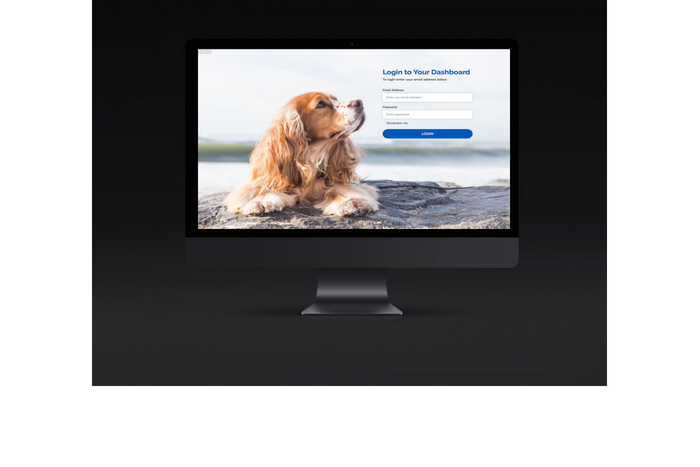 Login to Your Dashboard
To login enter your email address below
Email Address
Enter you email address
Password
Enter password
Remember me
LOGIN